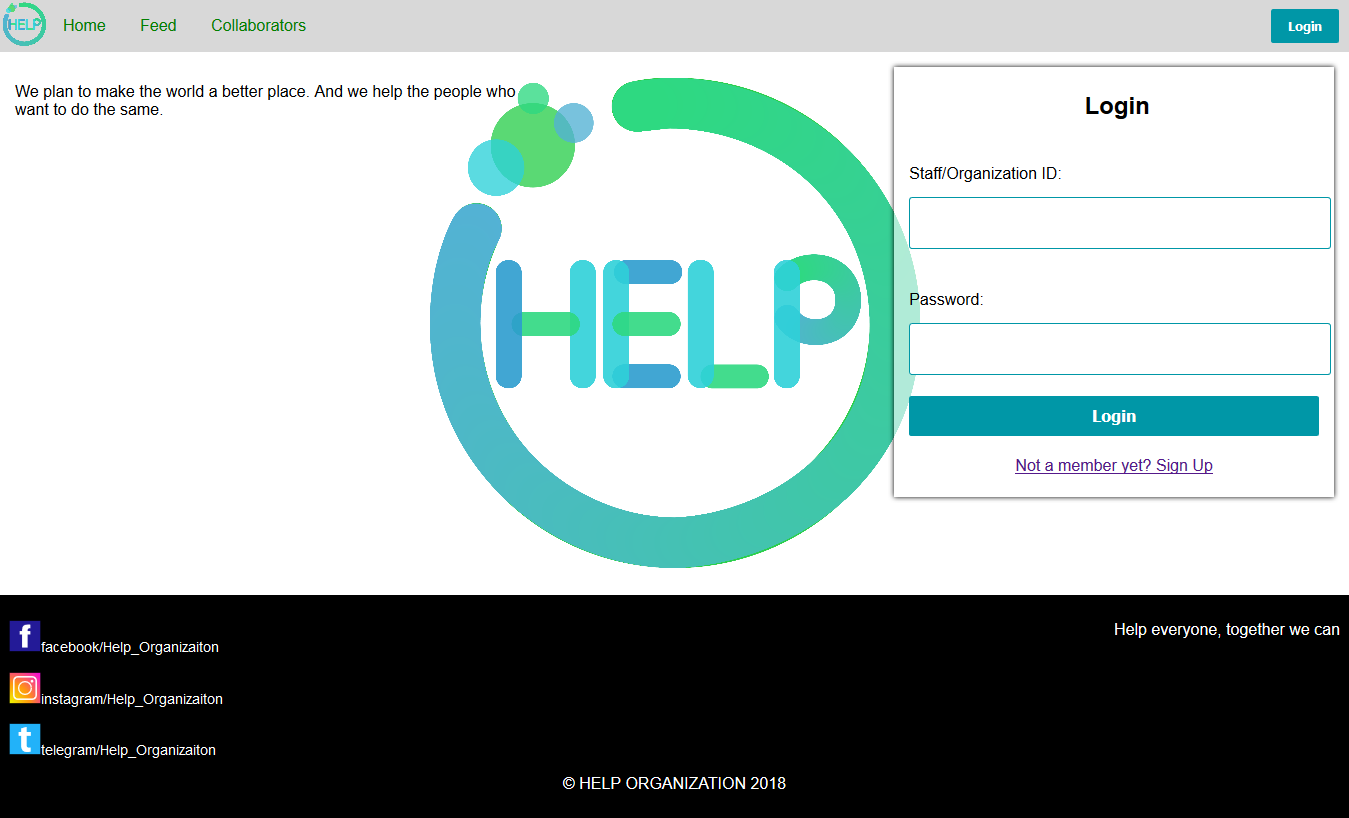 HELP
Home
Feed
Collaborators
Login
We plan to make the world a better place. And we help the people who
want to do the same.
HELP
Login
Staff/Organization ID:
Password:
Login
Not a member yet? Sign Up
facebook/Help_Organizaiton
Help everyone, together we can
instagram/Help_Organizaiton
telegram/Help_Organizaiton
© HELP ORGANIZATION 2018